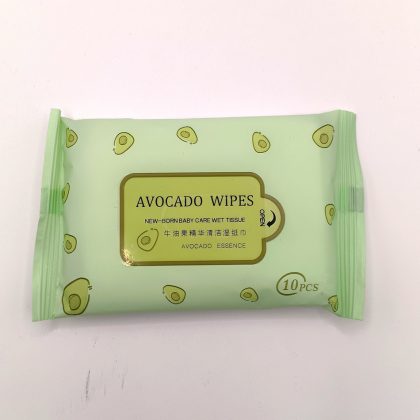 AVOCADO WIPES
NEW-BORN BABY CARE WET TISSUE
牛油果精华清洁湿纸巾
AVOCADO ESSENCE
OPEN
10PCS